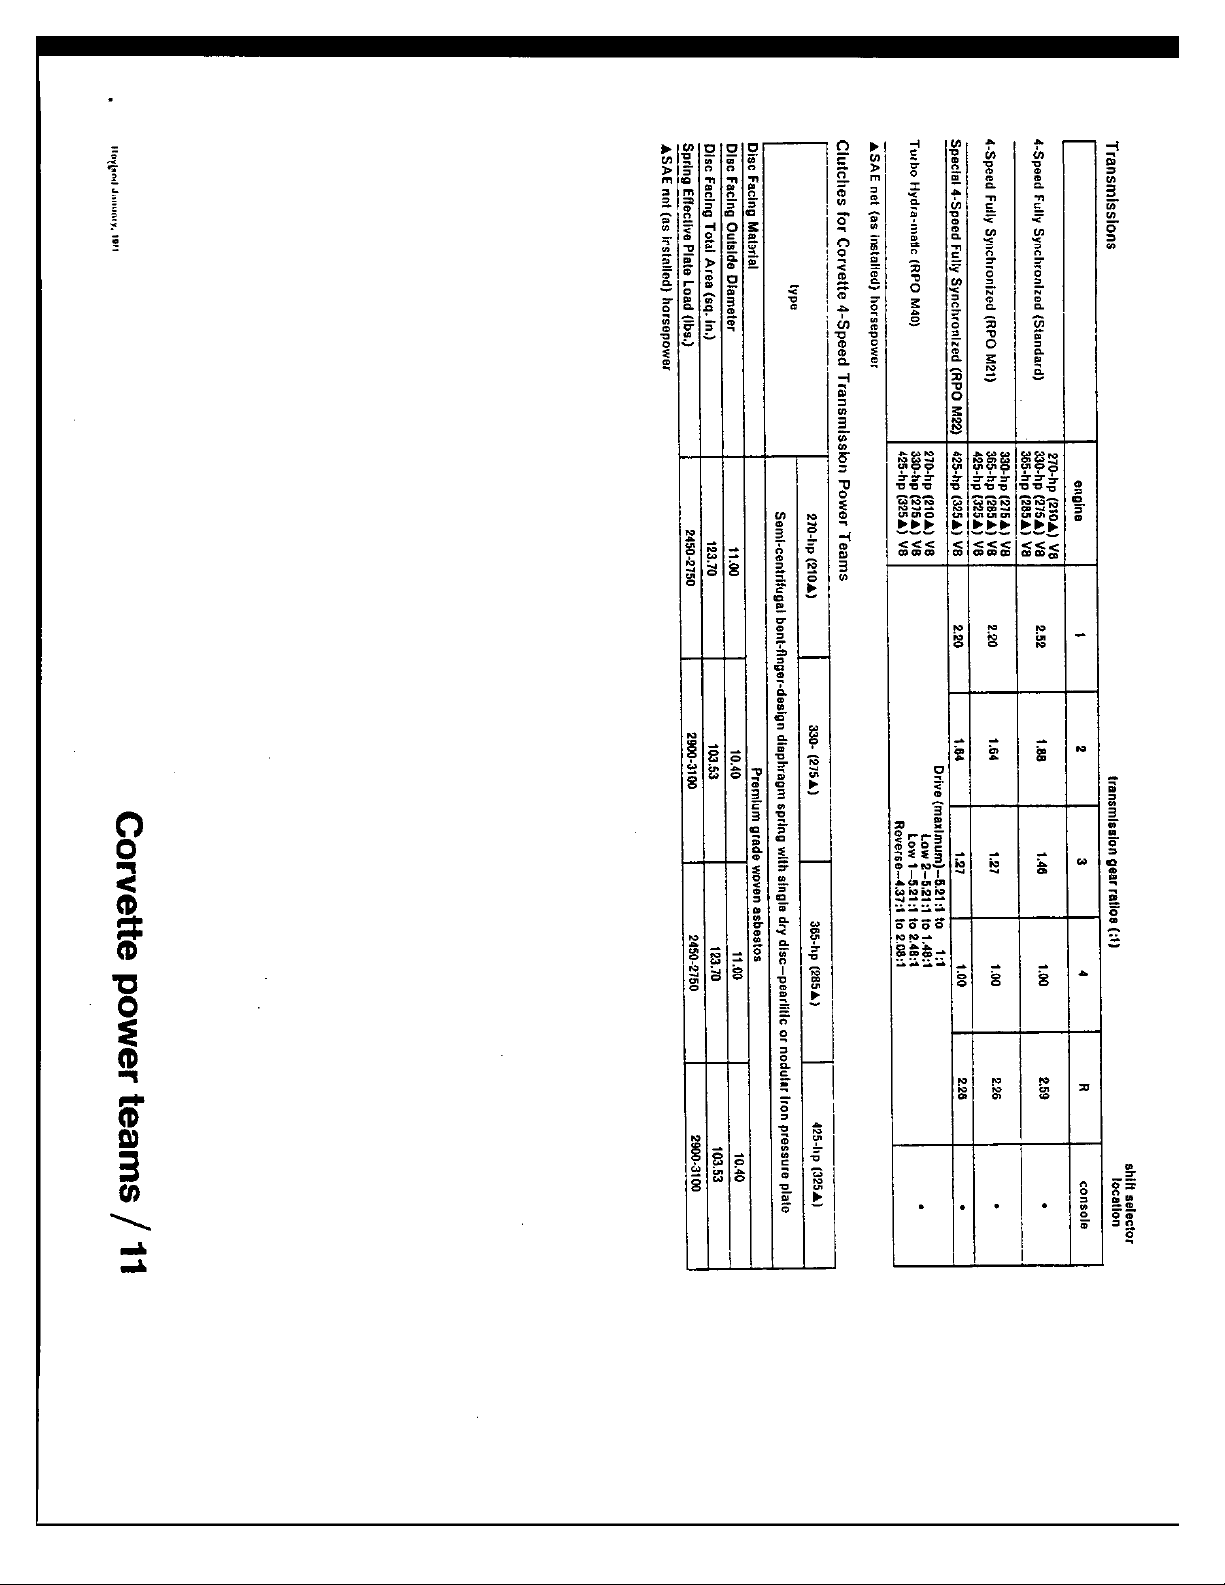 Transmissions
transmission gear ratios (:1) shift selector location
engine 1 2 3 4 R console
4-Speed Fully Synchronized (Standard) 270-hp (210▲) V8 2.52 1.88 1.46 1.00 2.59 •
330-hp (275▲) V8
365-hp (285▲) V8
4-Speed Fully Synchronized (RPO M21) 330-hp (275▲) V8 2.20 1.64 1.27 1.00 2.26 •
365-hp (285▲) V8
425-hp (325▲) V8
Special 4-Speed Fully Synchronized (RPO M22) 425-hp (325▲) V8 2.20 1.64 1.27 1.00 2.26 •
Turbo Hydra-matic (RPO M40) 270-hp (210▲) V8 Drive (maximum)—5.21:1 to 1:1 •
330-hp (275▲) V8 Low 2—5.21:1 to 1.48:1
425-hp (325▲) V8 Low 1—5.21:1 to 2.48:1
Reverse—4.37:1 to 2.08:1
▲SAE net (as installed) horsepower
Clutches for Corvette 4-Speed Transmission Power Teams
270-hp (210▲) 330- (275▲) 365-hp (285▲) 425-hp (325▲)
type Semi-centrifugal bent-finger-design diaphragm spring with single dry disc—pearlitic or nodular iron pressure plate
Disc Facing Material Premium grade woven asbestos
Disc Facing Outside Diameter 11.00 10.40 11.00 10.40
Disc Facing Total Area (sq. in.) 123.70 103.53 123.70 103.53
Spring Effective Plate Load (lbs.) 2450-2750 2900-3100 2450-2750 2900-3100
▲SAE net (as installed) horsepower
January, 1971
Corvette power teams / 11